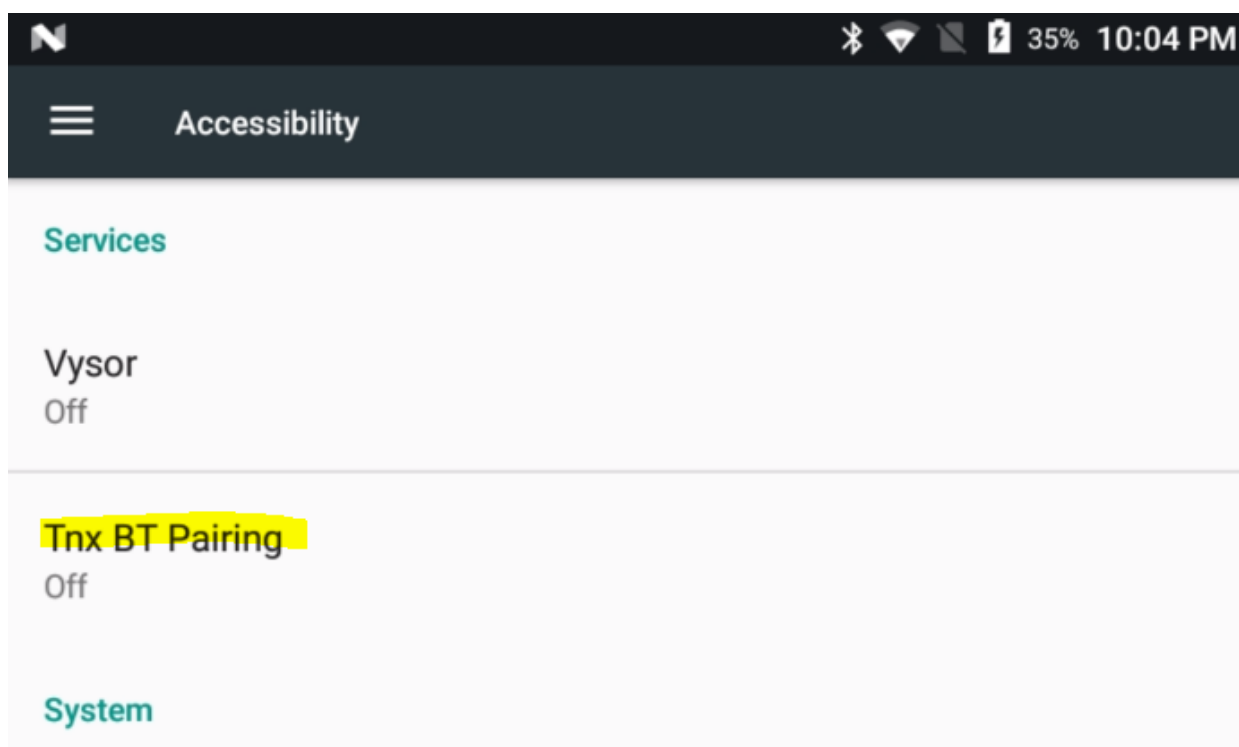 35% 10:04 PM
Accessibility
Services
Vysor
Off
Tnx BT Pairing
Off
System